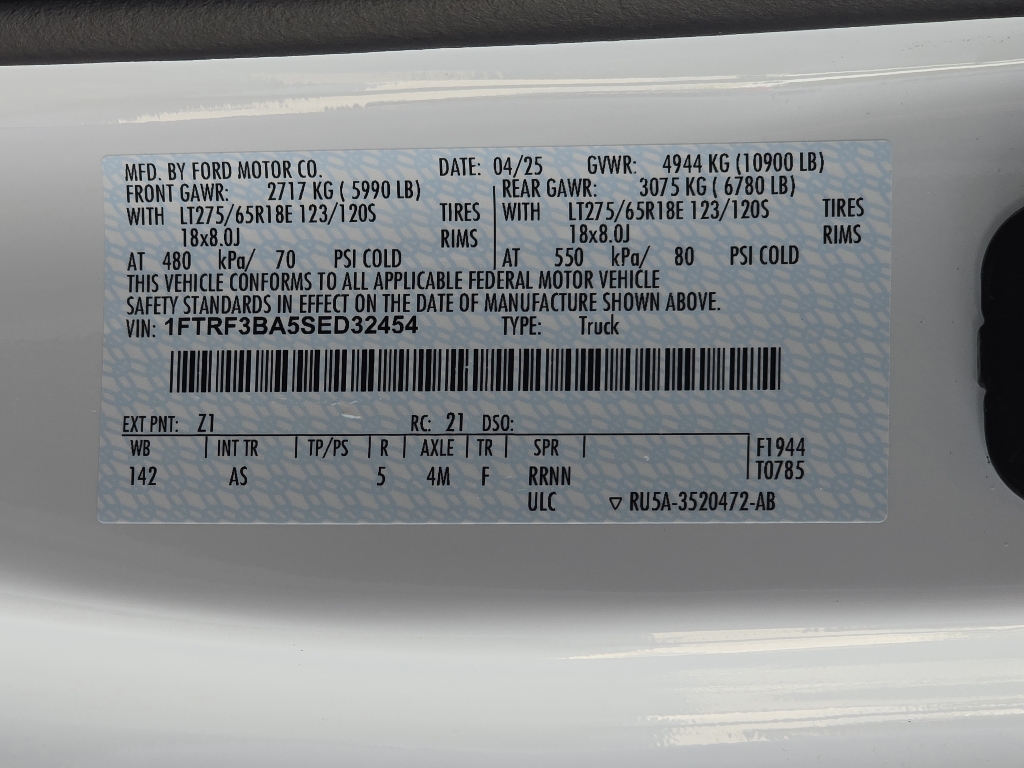 MFD. BY FORD MOTOR CO. DATE: 04/25 GVWR: 4944 KG (10900 LB)
FRONT GAWR: 2717 KG ( 5990 LB) REAR GAWR: 3075 KG ( 6780 LB)
WITH LT275/65R18E 123/120S TIRES WITH LT275/65R18E 123/120S TIRES
18x8.0J RIMS 18x8.0J RIMS
AT 480 kPa/ 70 PSI COLD AT 550 kPa/ 80 PSI COLD
THIS VEHICLE CONFORMS TO ALL APPLICABLE FEDERAL MOTOR VEHICLE
SAFETY STANDARDS IN EFFECT ON THE DATE OF MANUFACTURE SHOWN ABOVE.
VIN: 1FTRF3BA5SED32454 TYPE: Truck
EXT PNT: Z1 RC: 21 DSO:
WB INT TR TP/PS R AXLE TR SPR F1944
142 AS 5 4M F RRNN T0785
ULC ▽ RU5A-3520472-AB